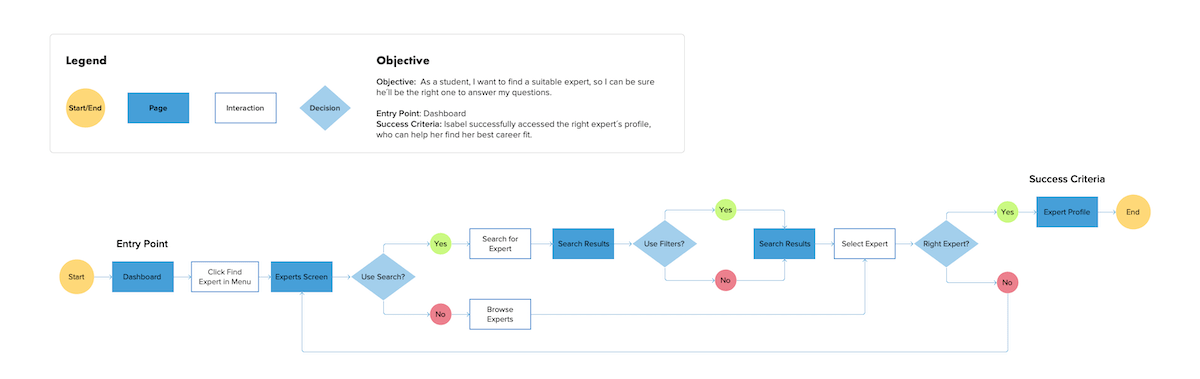 Legend
Start/End
Page
Interaction
Decision
Objective
Objective: As a student, I want to find a suitable expert, so I can be sure
he´ll be the right one to answer my questions.
Entry Point: Dashboard
Success Criteria: Isabel successfully accessed the right expert´s profile,
who can help her find her best career fit.
Entry Point
Start
Dashboard
Click Find
Expert in Menu
Experts Screen
Use Search?
Yes
Search for
Expert
Search Results
Use Filters?
Yes
No
Search Results
Select Expert
Right Expert?
Success Criteria
Yes
Expert Profile
End
No
No
Browse
Experts